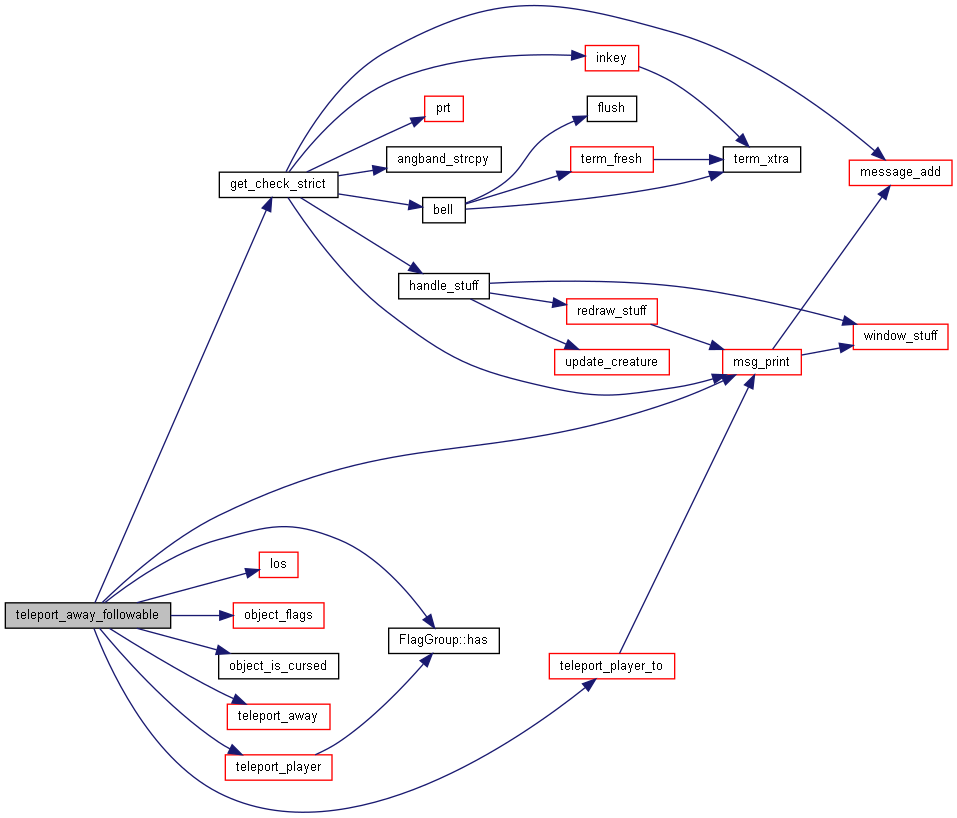 inkey
prt
flush
angband_strcpy
term_fresh
term_xtra
message_add
get_check_strict
bell
handle_stuff
redraw_stuff
window_stuff
update_creature
msg_print
los
teleport_away_followable
object_flags
FlagGroup::has
object_is_cursed
teleport_player_to
teleport_away
teleport_player